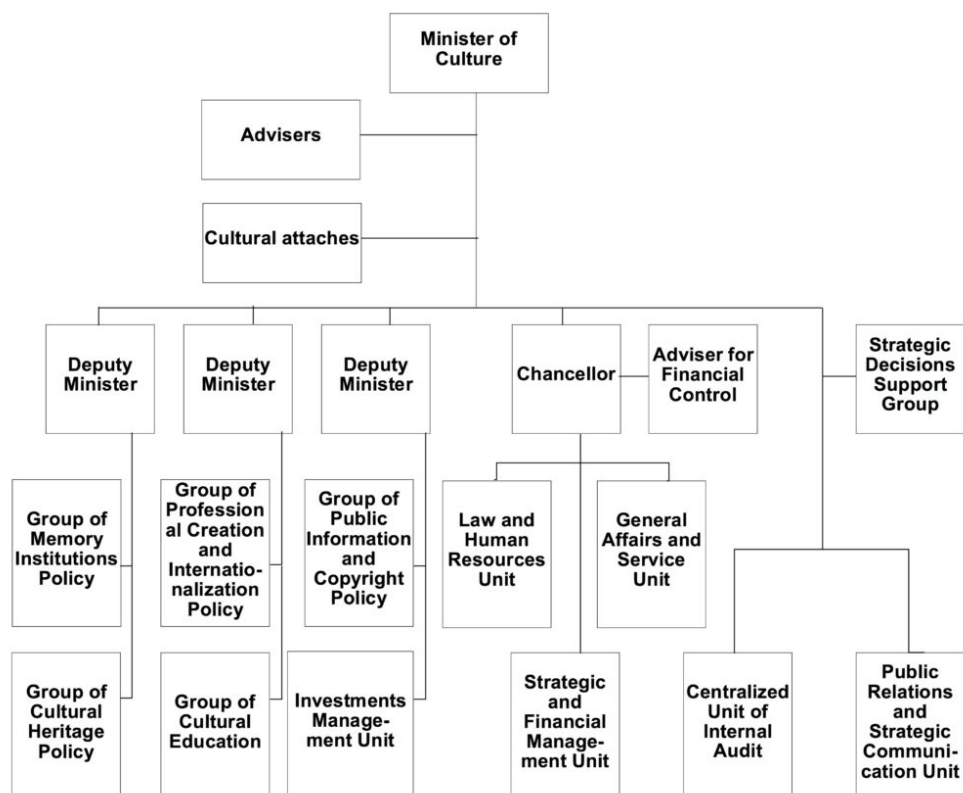 Minister of
Culture
Advisers
Cultural attaches
Deputy
Minister
Deputy
Minister
Deputy
Minister
Chancellor
Adviser for
Financial
Control
Strategic
Decisions
Support
Group
Group of
Memory
Institutions
Policy
Group of
Profession
al Creation
and
Internatio-
nalization
Policy
Group of
Public
Information
and
Copyright
Policy
Law and
Human
Resources
Unit
General
Affairs and
Service
Unit
Group of
Cultural
Heritage
Policy
Group of
Cultural
Education
Investments
Manage-
ment Unit
Strategic
and
Financial
Manage-
ment Unit
Centralized
Unit of
Internal
Audit
Public
Relations
and
Strategic
Communi-
cation Unit